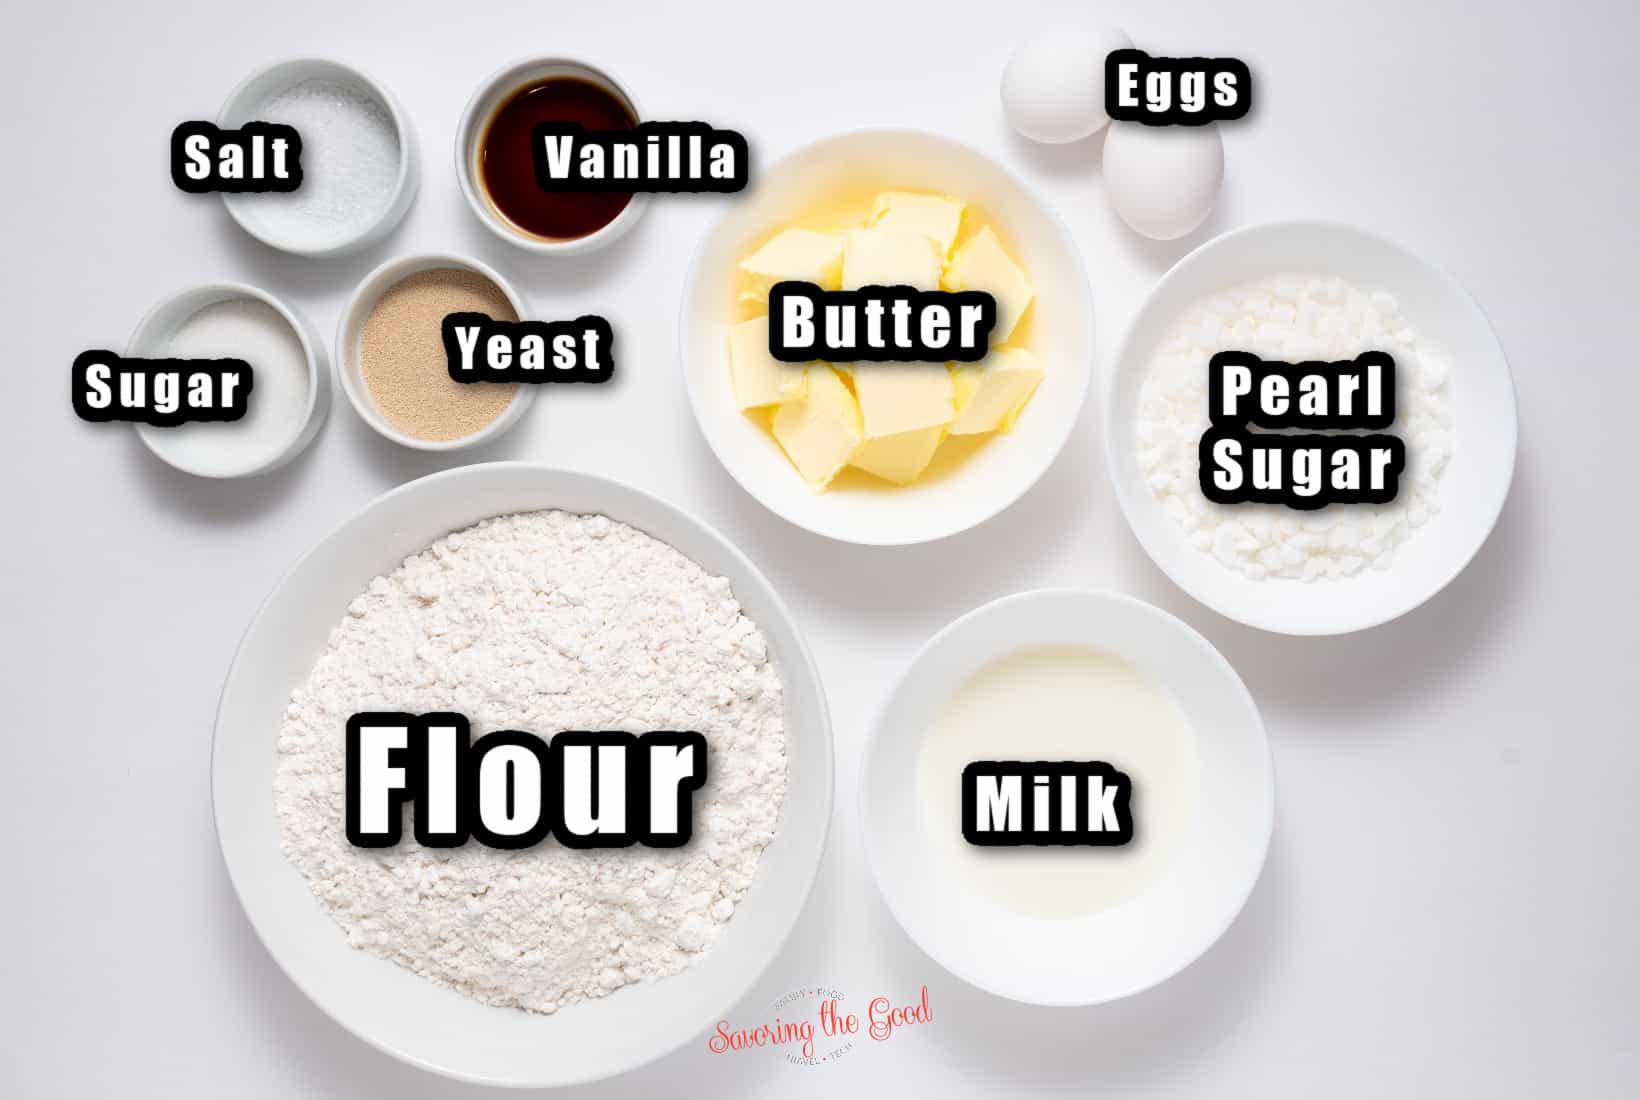 Salt
Vanilla
Eggs
Sugar
Yeast
Butter
Pearl
Sugar
Flour
Milk
FAMILY • FOOD
Savoring the Good
TRAVEL • TECH